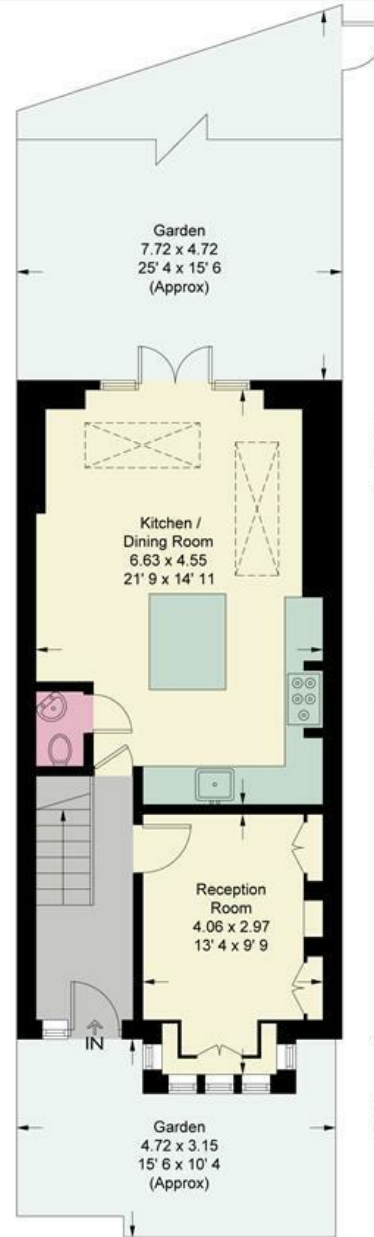 Garden
7.72 x 4.72
25' 4 x 15' 6
(Approx)
Kitchen /
Dining Room
6.63 x 4.55
21' 9 x 14' 11
Reception
Room
4.06 x 2.97
13' 4 x 9' 9
IN
Garden
4.72 x 3.15
15' 6 x 10' 4
(Approx)